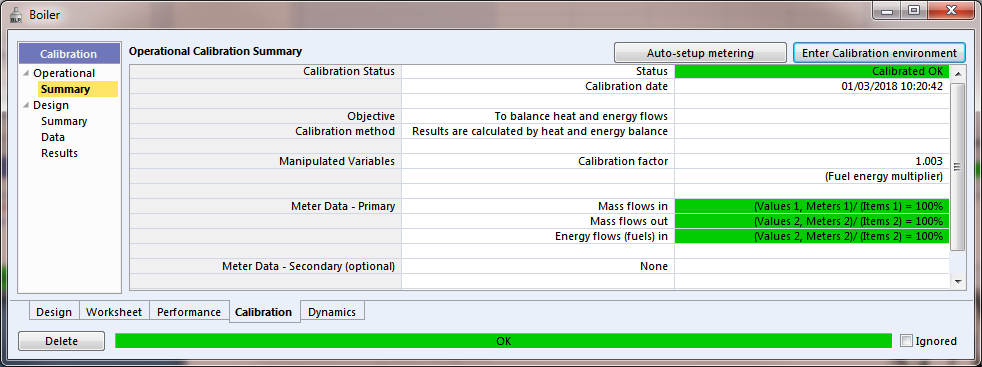 BLR Boiler
Calibration
Operational
Summary
Design
Summary
Data
Results
Operational Calibration Summary
Auto-setup metering
Enter Calibration environment
Calibration Status Status Calibrated OK
Calibration date 01/03/2018 10:20:42
Objective To balance heat and energy flows
Calibration method Results are calculated by heat and energy balance
Manipulated Variables Calibration factor 1.003
(Fuel energy multiplier)
Meter Data - Primary Mass flows in (Values 1, Meters 1)/ (Items 1) = 100%
Mass flows out (Values 2, Meters 2)/ (Items 2) = 100%
Energy flows (fuels) in (Values 2, Meters 2)/ (Items 2) = 100%
Meter Data - Secondary (optional) None
Design Worksheet Performance Calibration Dynamics
Delete OK Ignored